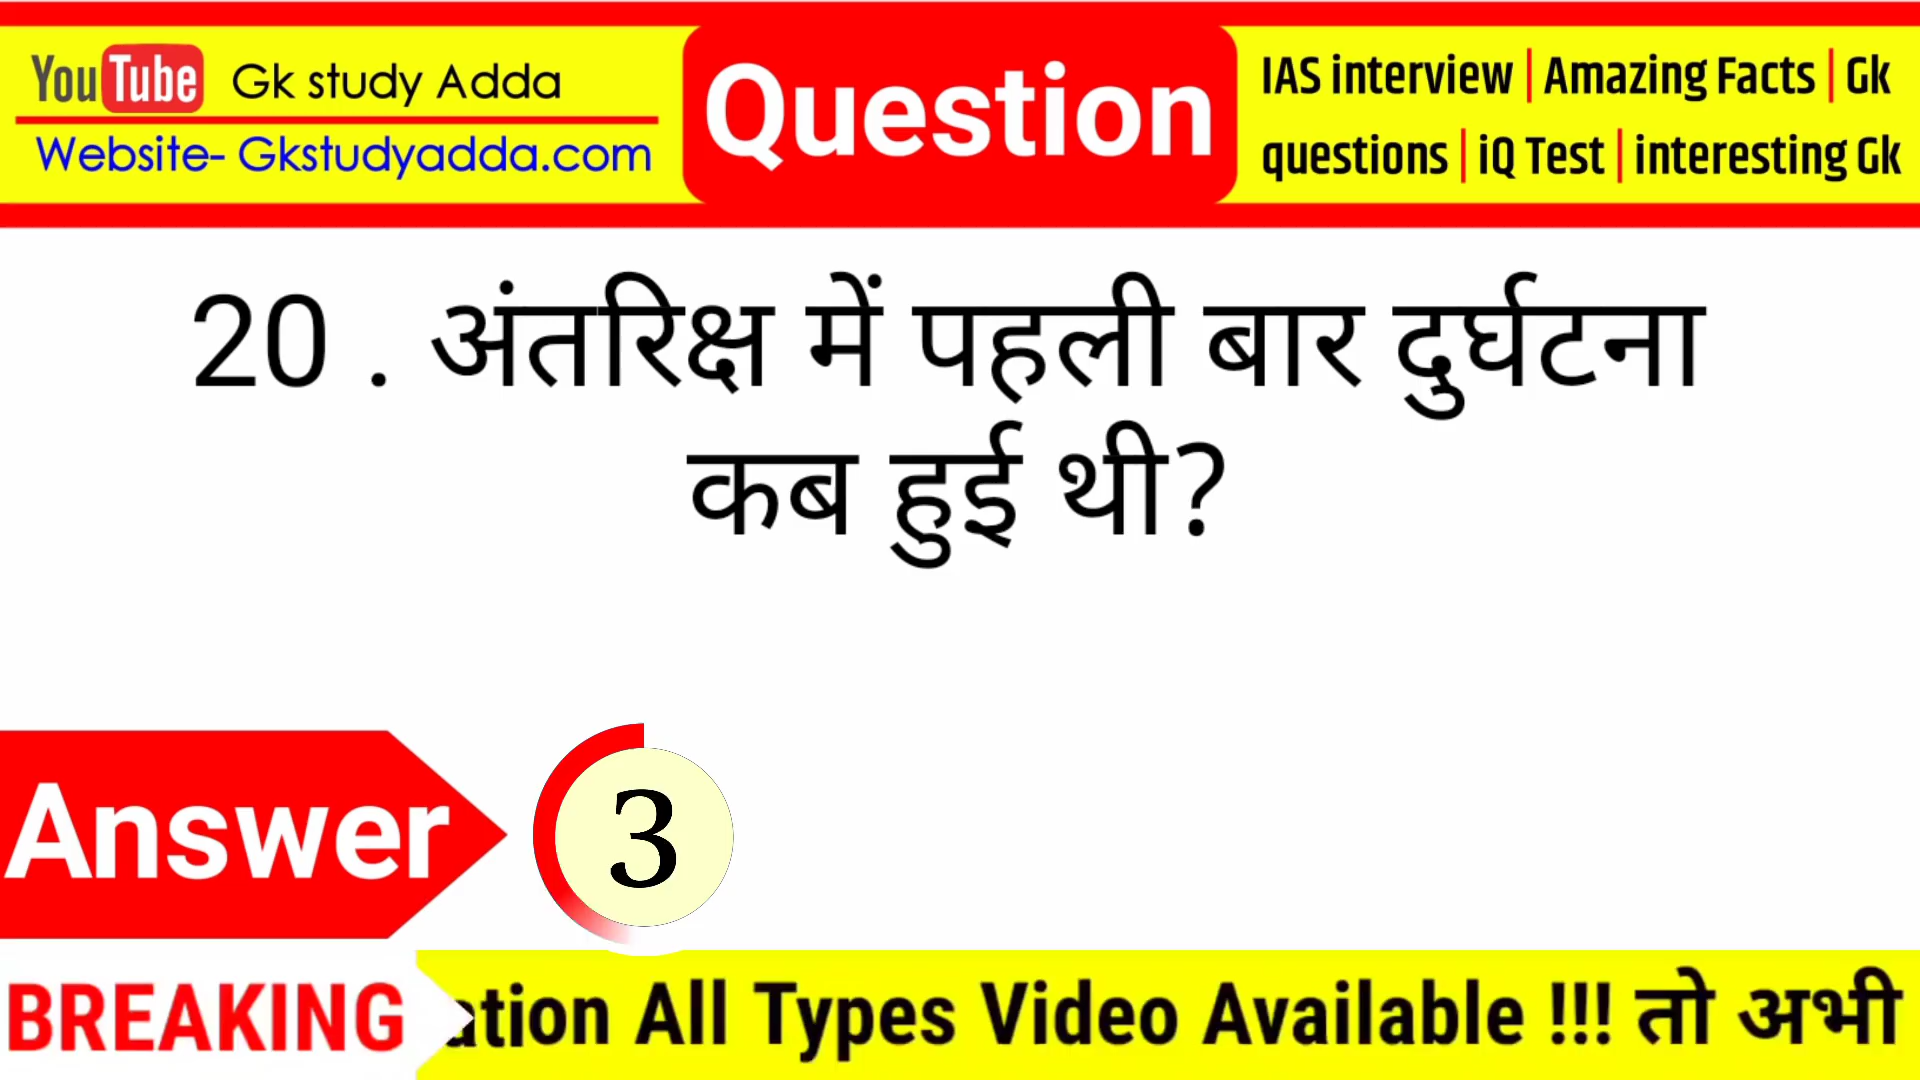 YouTube Gk study Adda
Website- Gkstudyadda.com
Question
IAS interview | Amazing Facts | Gk
questions | iQ Test | interesting Gk
20 . अंतरिक्ष में पहली बार दुर्घटना
कब हुई थी?
Answer
3
BREAKING
ation All Types Video Available !!! तो अभी